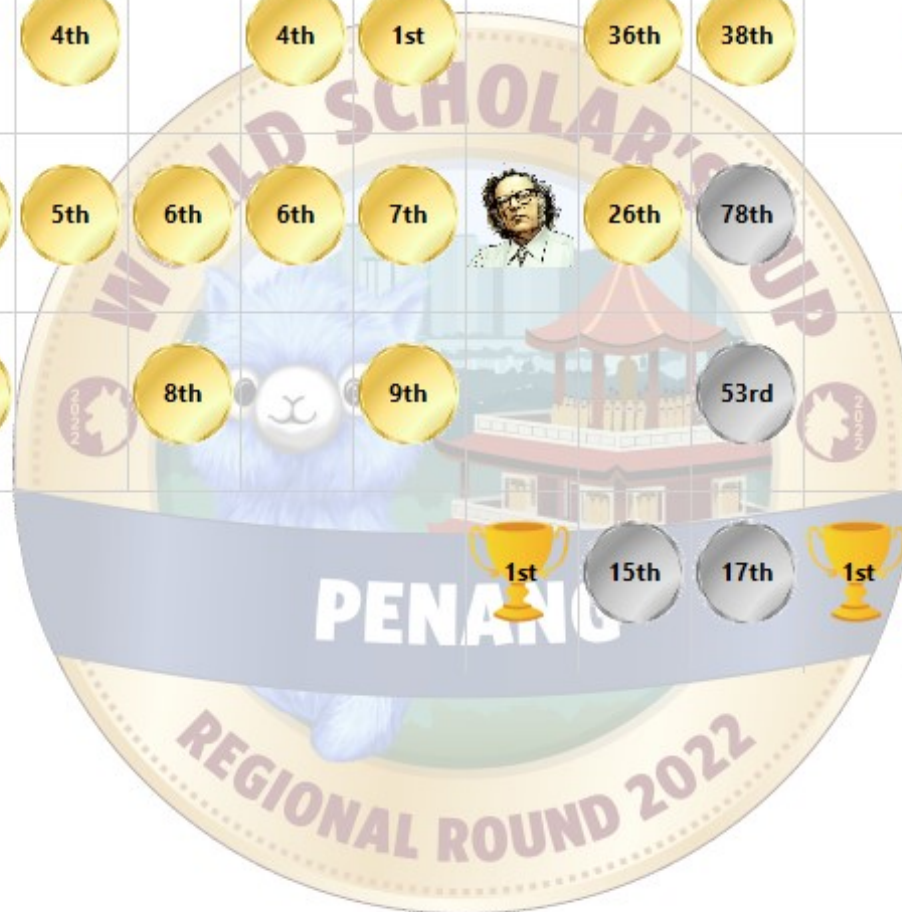 4th 4th 1st 36th 38th
WORLD SCHOLAR'S CUP
5th 6th 6th 7th 26th 78th
8th 9th 53rd
2022 2022
1st 15th 17th 1st
PENANG
REGIONAL ROUND 2022